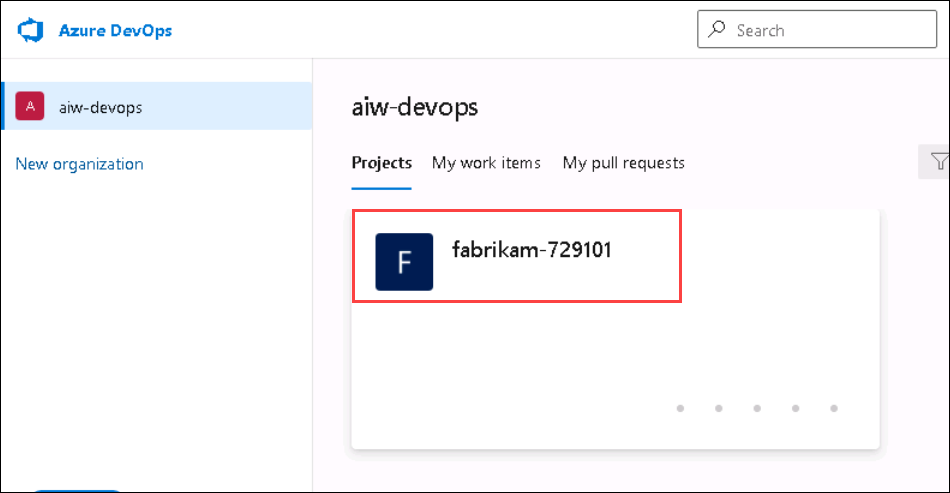 Azure DevOps
Search
A
aiw-devops
New organization
aiw-devops
Projects My work items My pull requests
F
fabrikam-729101